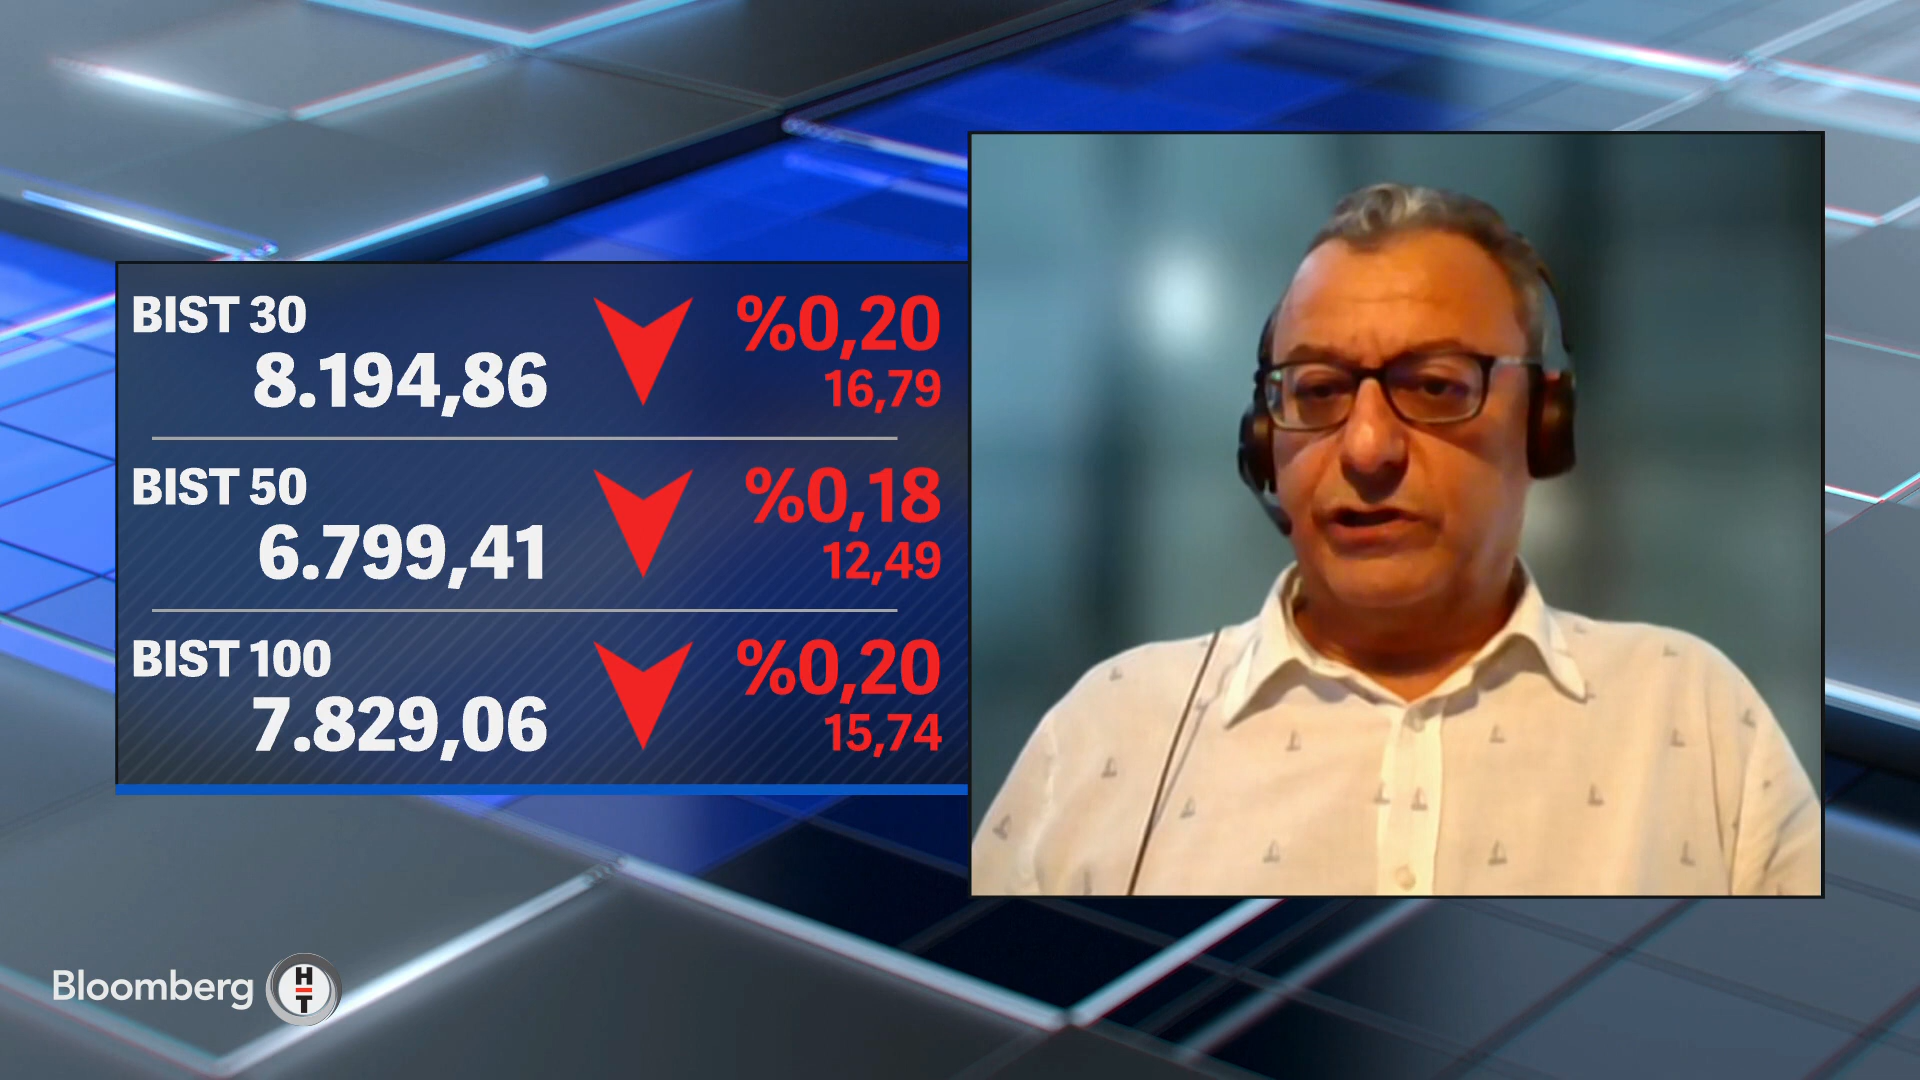 BIST 30
%0,20
8.194,86
16,79
BIST 50
%0,18
6.799,41
12,49
BIST 100
%0,20
7.829,06
15,74
Bloomberg HT